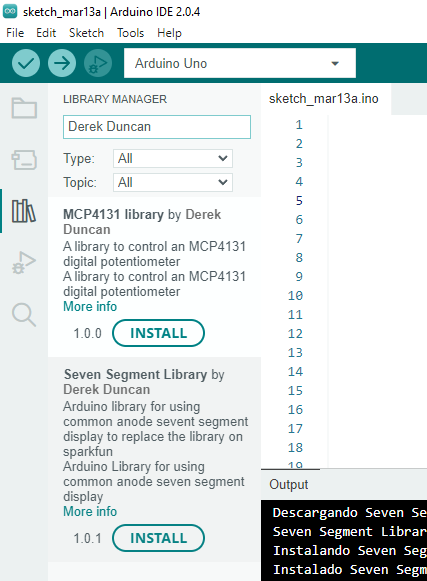 sketch_mar13a | Arduino IDE 2.0.4
File Edit Sketch Tools Help
Arduino Uno
LIBRARY MANAGER
Derek Duncan
Type: All
Topic: All
MCP4131 library by Derek
Duncan
A library to control an MCP4131
digital potentiometer
A library to control an MCP4131
digital potentiometer
More info
1.0.0 INSTALL
Seven Segment Library by
Derek Duncan
Arduino library for using
common anode sevent segment
display to replace the library on
sparkfun
Arduino Library for using
common anode seven segment
display
More info
1.0.1 INSTALL
sketch_mar13a.ino
1
2
3
4
5
6
7
8
9
10
11
12
13
14
15
16
17
18
19
Output
Descargando Seven Se
Seven Segment Librar
Instalando Seven Seg
Instalado Seven Segm